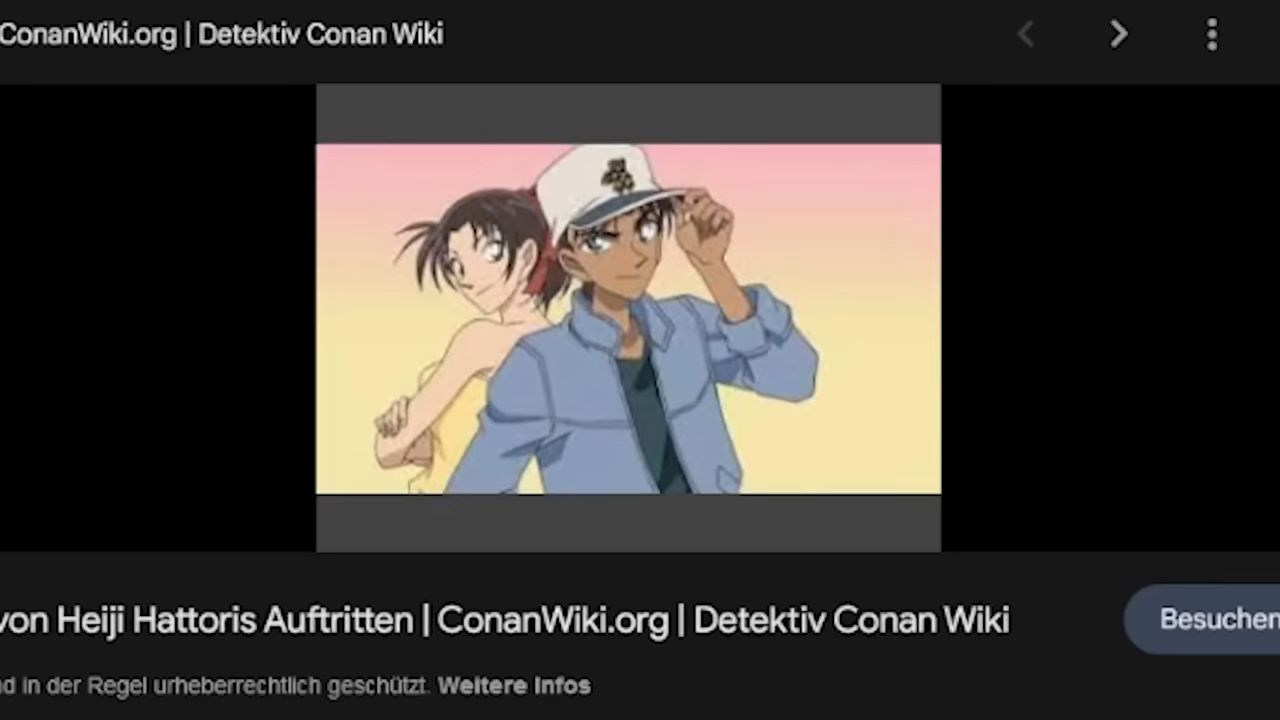 ConanWiki.org | Detektiv Conan Wiki
von Heiji Hattoris Auftritten | ConanWiki.org | Detektiv Conan Wiki
Besuchen
in der Regel urheberrechtlich geschützt. Weitere Infos